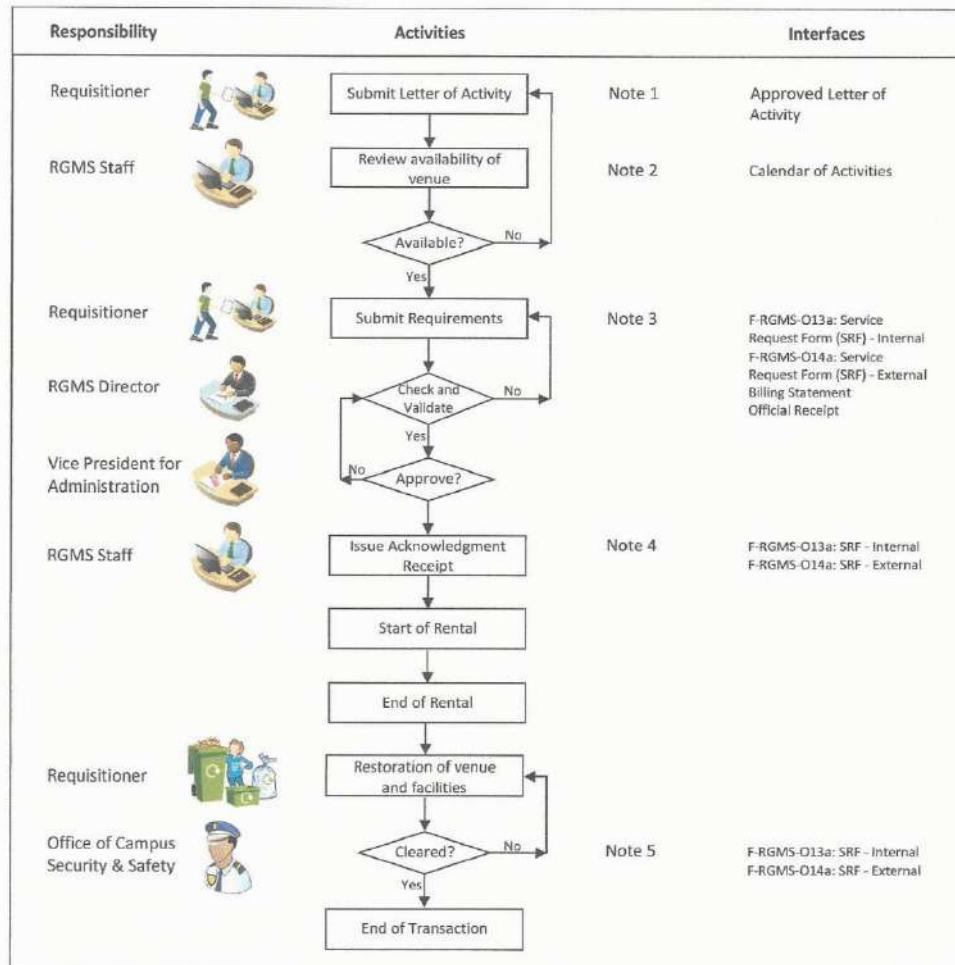 Responsibility
Activities
Interfaces
Requisitioner
Submit Letter of Activity
Note 1
Approved Letter of
Activity
RGMS Staff
Review availability of
venue
Note 2
Calendar of Activities
Available?
No
Yes
Requisitioner
Submit Requirements
Note 3
F-RGMS-O13a: Service
Request Form (SRF) - Internal
F-RGMS-O14a: Service
Request Form (SRF) - External
Billing Statement
Official Receipt
RGMS Director
Check and
Validate
No
Yes
Vice President for
Administration
No
Approve?
RGMS Staff
Issue Acknowledgment
Receipt
Note 4
F-RGMS-O13a: SRF - Internal
F-RGMS-O14a: SRF - External
Start of Rental
End of Rental
Requisitioner
Restoration of venue
and facilities
Office of Campus
Security & Safety
Cleared?
No
Note 5
F-RGMS-O13a: SRF - Internal
F-RGMS-O14a: SRF - External
Yes
End of Transaction